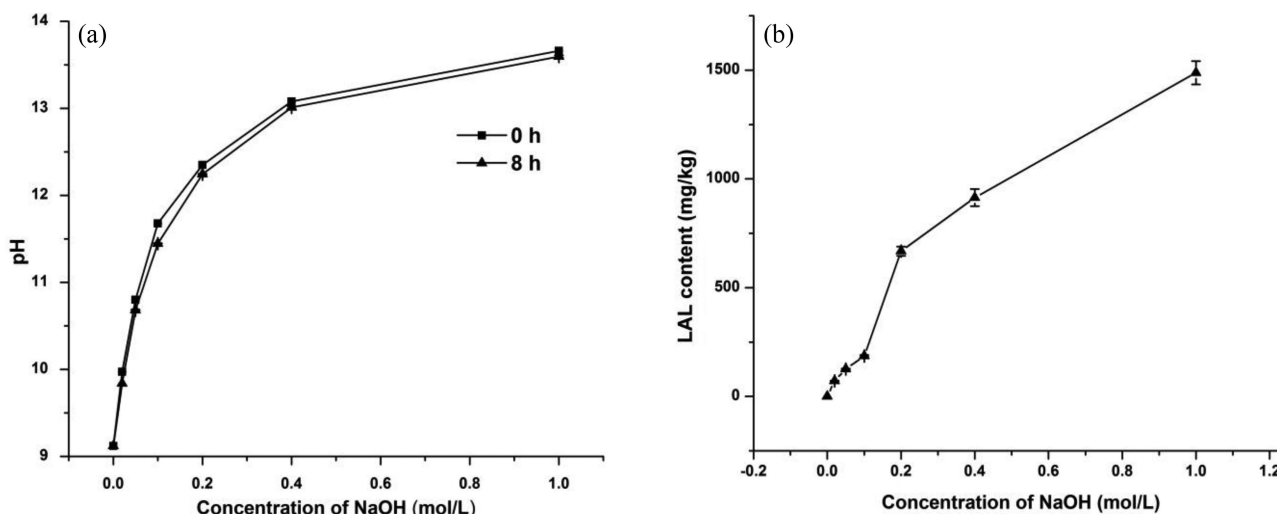 (a)
14
13
12
11
10
9
pH
0 h
8 h
0.0 0.2 0.4 0.6 0.8 1.0
Concentration of NaOH (mol/L)
(b)
1500
1000
500
0
LAL content (mg/kg)
-0.2 0.0 0.2 0.4 0.6 0.8 1.0 1.2
Concentration of NaOH (mol/L)